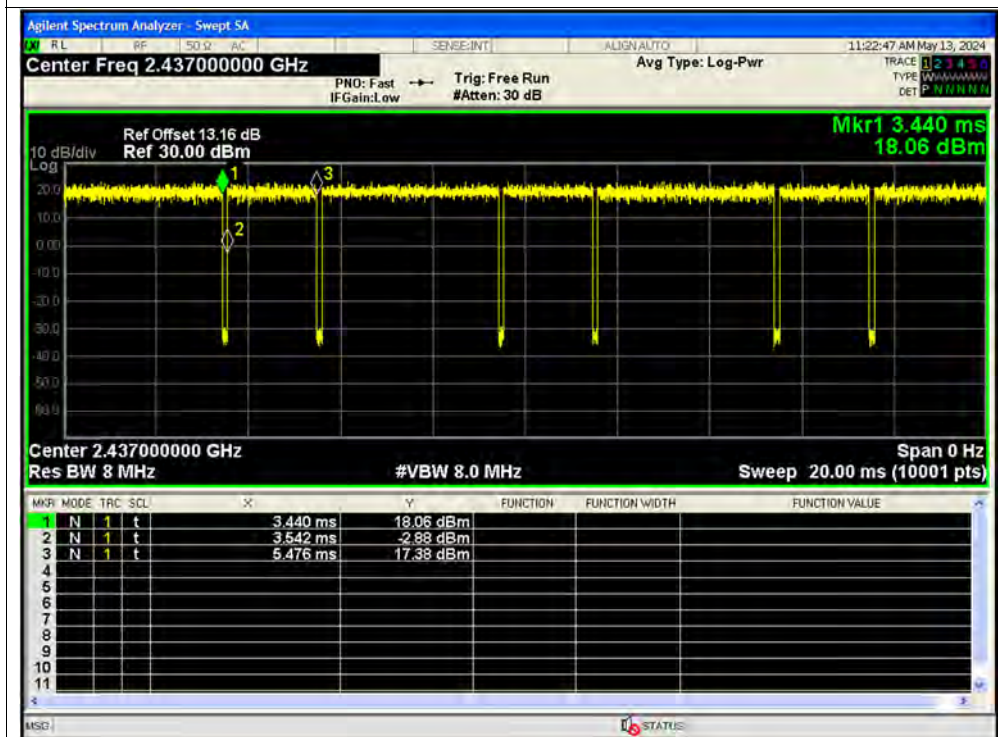 Agilent Spectrum Analyzer - Swept SA
RL RF 50 Ω AC SENSE:INT ALIGN AUTO 11:22:47 AM May 13, 2024
Center Freq 2.437000000 GHz
PNO: Fast
IFGain:Low
Trig: Free Run
#Atten: 30 dB
Avg Type: Log-Pwr
TRACE 1 2 3 4 5 6
TYPE W
DET P N N N N N
Mkr1 3.440 ms
18.06 dBm
Ref Offset 13.16 dB
10 dB/div Ref 30.00 dBm
Log
1
3
2
20.0
10.0
0.00
-10.0
-20.0
-30.0
-40.0
-50.0
-60.0
Center 2.437000000 GHz Span 0 Hz
Res BW 8 MHz #VBW 8.0 MHz Sweep 20.00 ms (10001 pts)
MKR MODE TRC SCL X Y FUNCTION FUNCTION WIDTH FUNCTION VALUE
1 N 1 t 3.440 ms 18.06 dBm
2 N 1 t 3.542 ms -2.88 dBm
3 N 1 t 5.476 ms 17.38 dBm
4
5
6
7
8
9
10
11
MSG STATUS